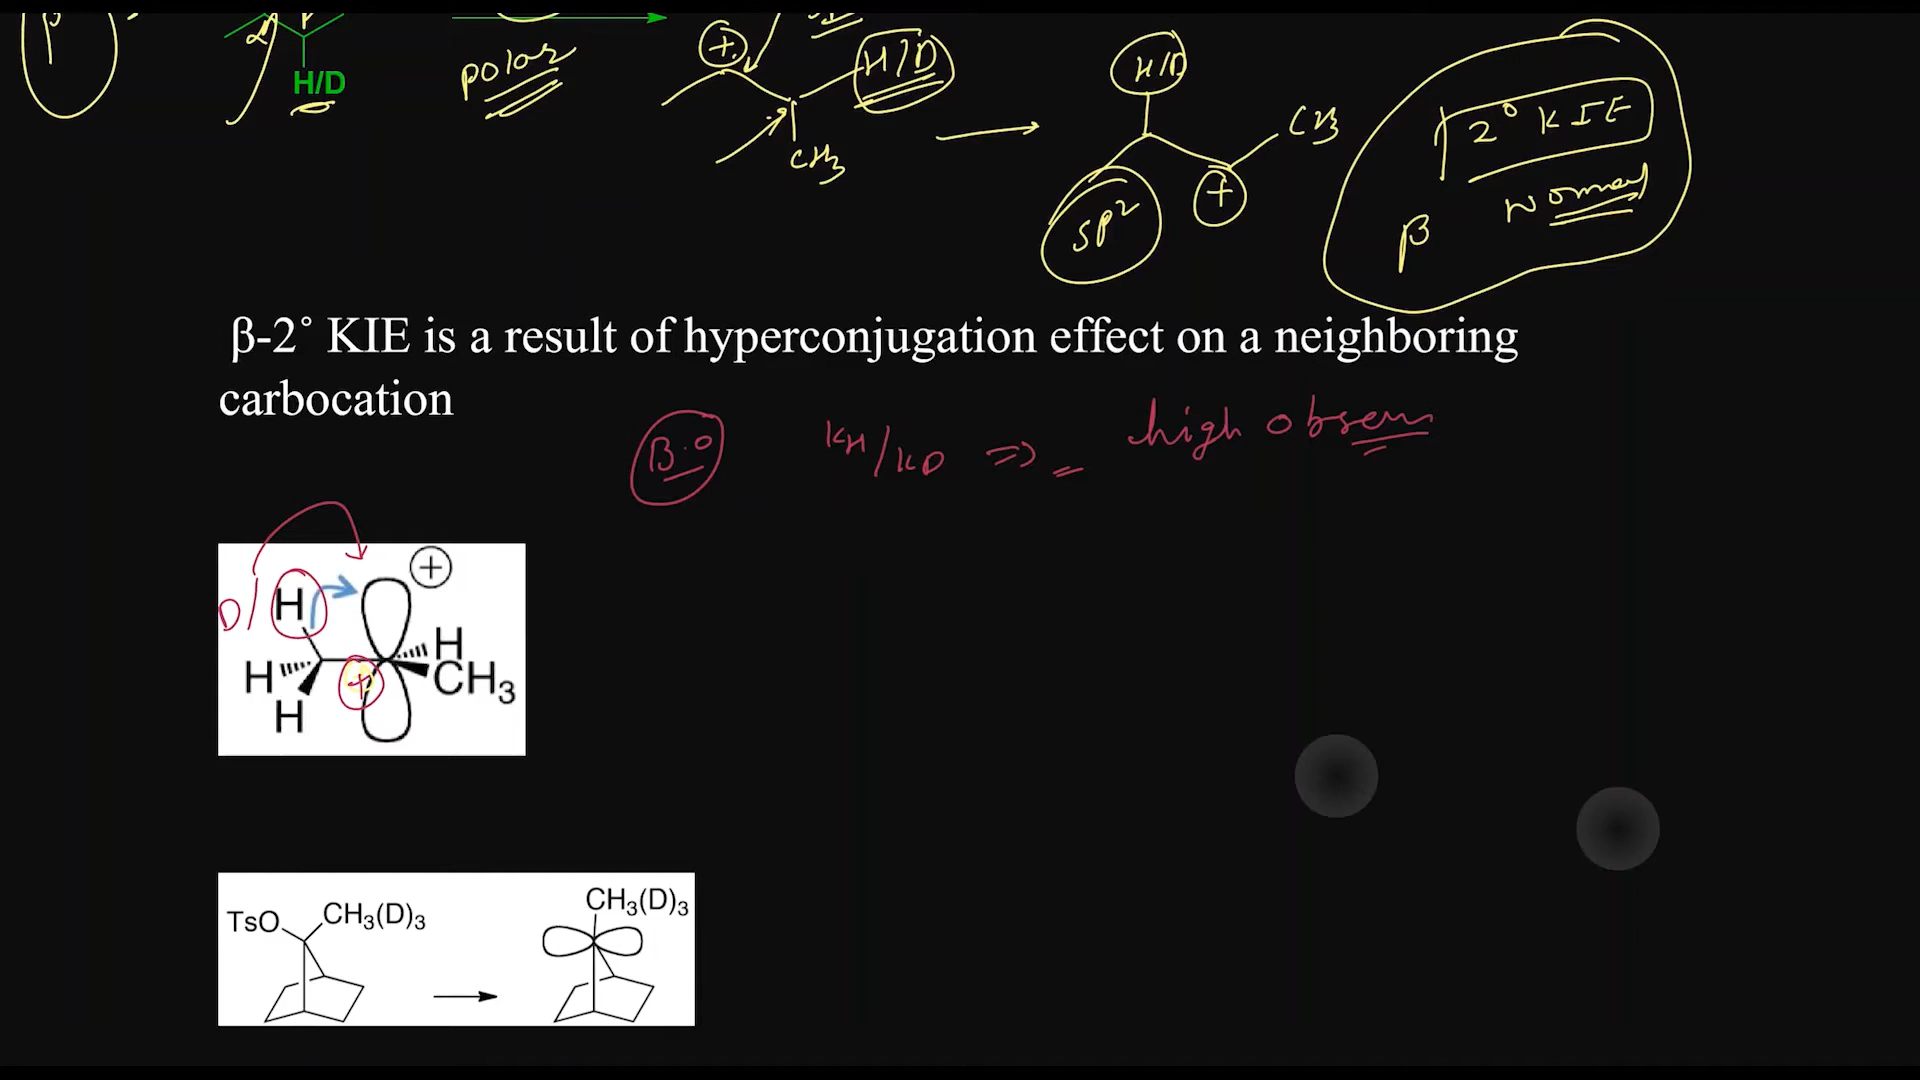 β
α
H/D
polar
+
H/D
CH3
H/D
CH3
sp²
+
2° KIE
Normal
β
β-2˚ KIE is a result of hyperconjugation effect on a neighboring
carbocation
B.O
KH/KD ⇒ = high observ
+
D/ H
H
H CH₃
+
H
TsO CH₃(D)₃
CH₃(D)₃